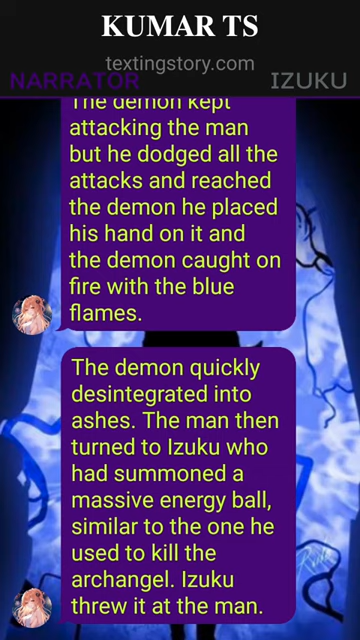 KUMAR TS
textingstory.com
NARRATOR IZUKU
The demon kept
attacking the man
but he dodged all the
attacks and reached
the demon he placed
his hand on it and
the demon caught on
fire with the blue
flames.
The demon quickly
desintegrated into
ashes. The man then
turned to Izuku who
had summoned a
massive energy ball,
similar to the one he
used to kill the
archangel. Izuku
threw it at the man.